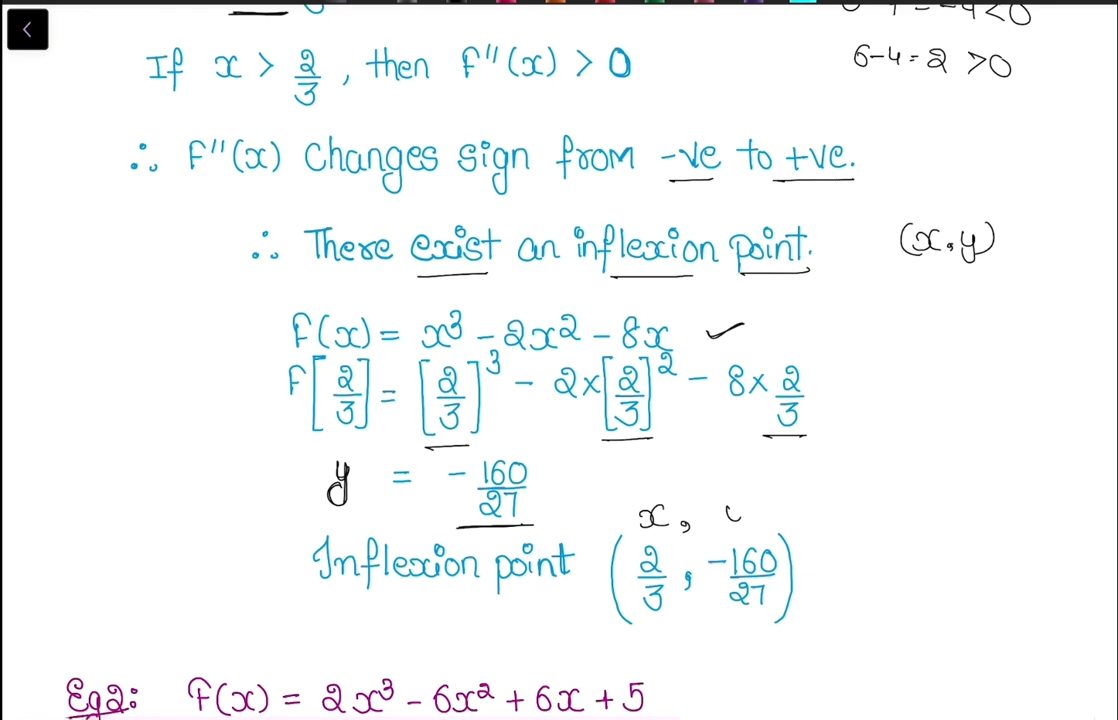 If x > 2/3, then f''(x) > 0
6-4=2 >0
∴ f''(x) changes sign from -ve to +ve.
∴ There exist an inflexion point. (x,y)
f(x) = x³ - 2x² - 8x ✓
f[2/3] = [2/3]³ - 2×[2/3]² - 8×2/3
y = -160/27
x,
Inflexion point (2/3, -160/27)
Eg2: f(x) = 2x³ - 6x² + 6x + 5